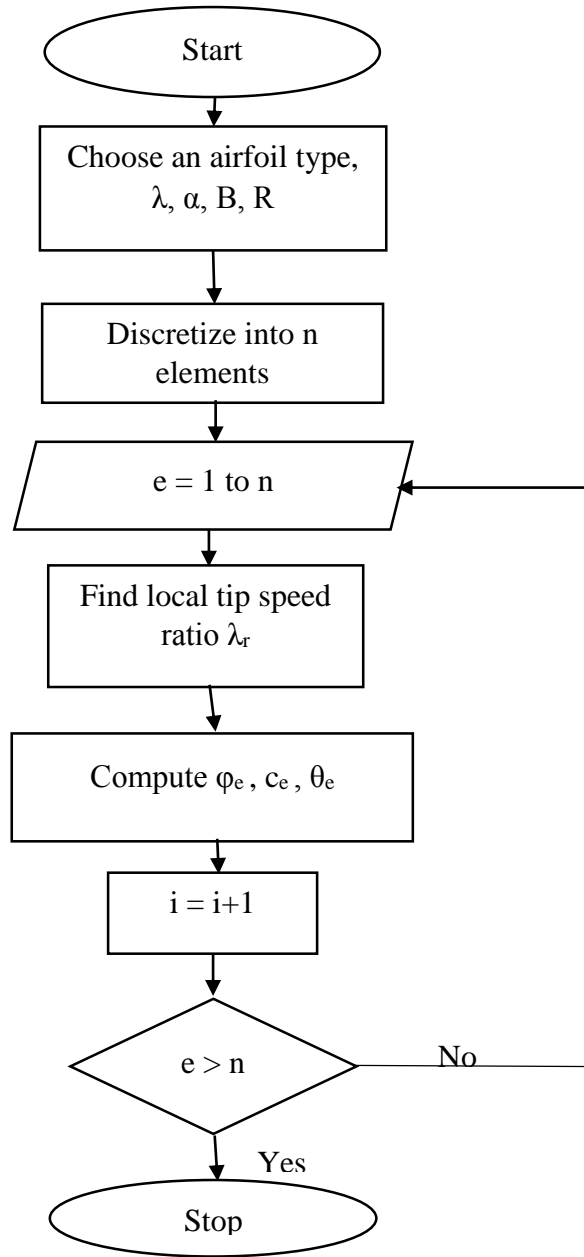 Start
Choose an airfoil type,
λ, α, B, R
Discretize into n
elements
e = 1 to n
Find local tip speed
ratio λᵣ
Compute φₑ , cₑ , θₑ
i = i+1
e > n
No
Yes
Stop